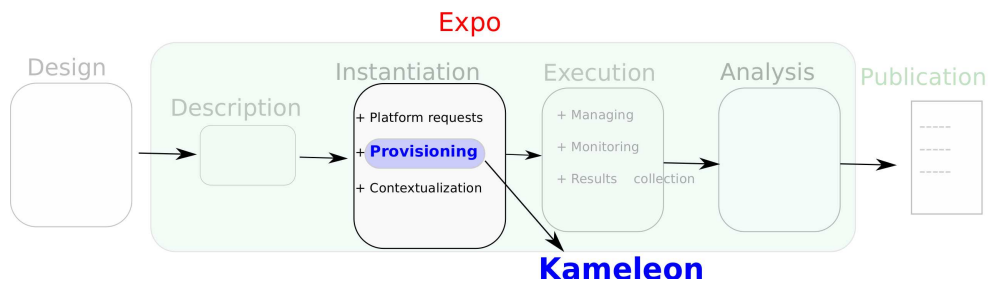 Expo
Design
Description
Instantiation
+ Platform requests
+ Provisioning
+ Contextualization
Execution
+ Managing
+ Monitoring
+ Results collection
Analysis
Publication
-----
-----
-----
Kameleon